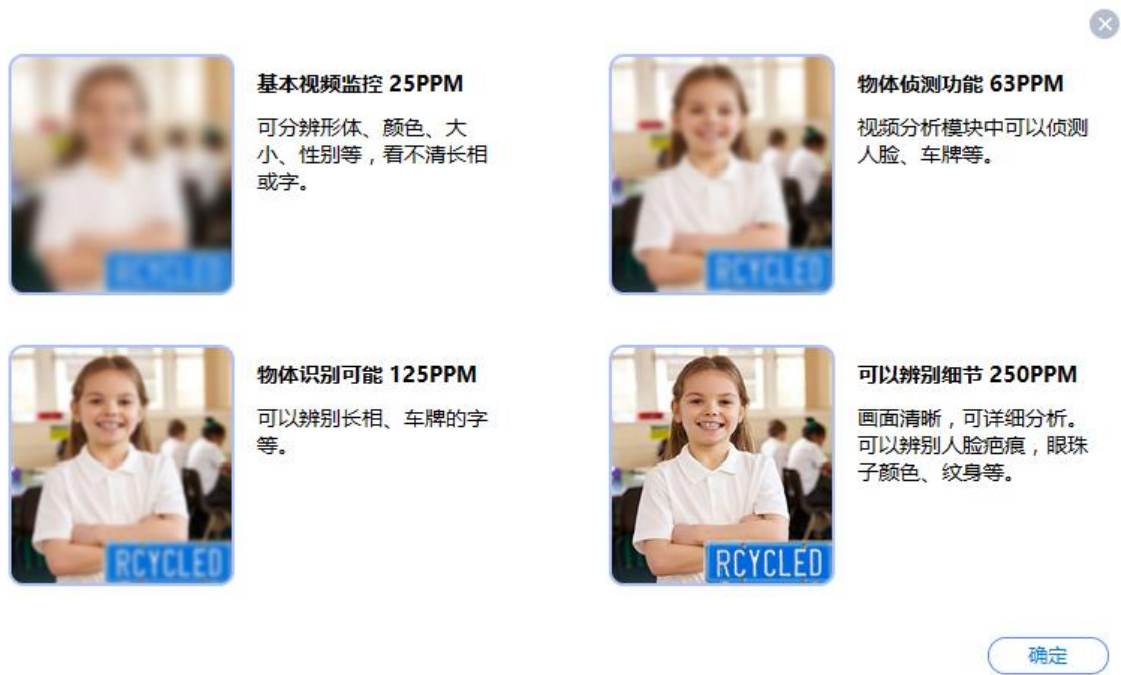 基本视频监控 25PPM
可分辨形体、颜色、大
小、性别等，看不清长相
或字。
RCYCLED
物体侦测功能 63PPM
视频分析模块中可以侦测
人脸、车牌等。
RCYCLED
物体识别可能 125PPM
可以辨别长相、车牌的字
等。
RCYCLED
可以辨别细节 250PPM
画面清晰，可详细分析。
可以辨别人脸疤痕，眼珠
子颜色、纹身等。
RCYCLED
确定